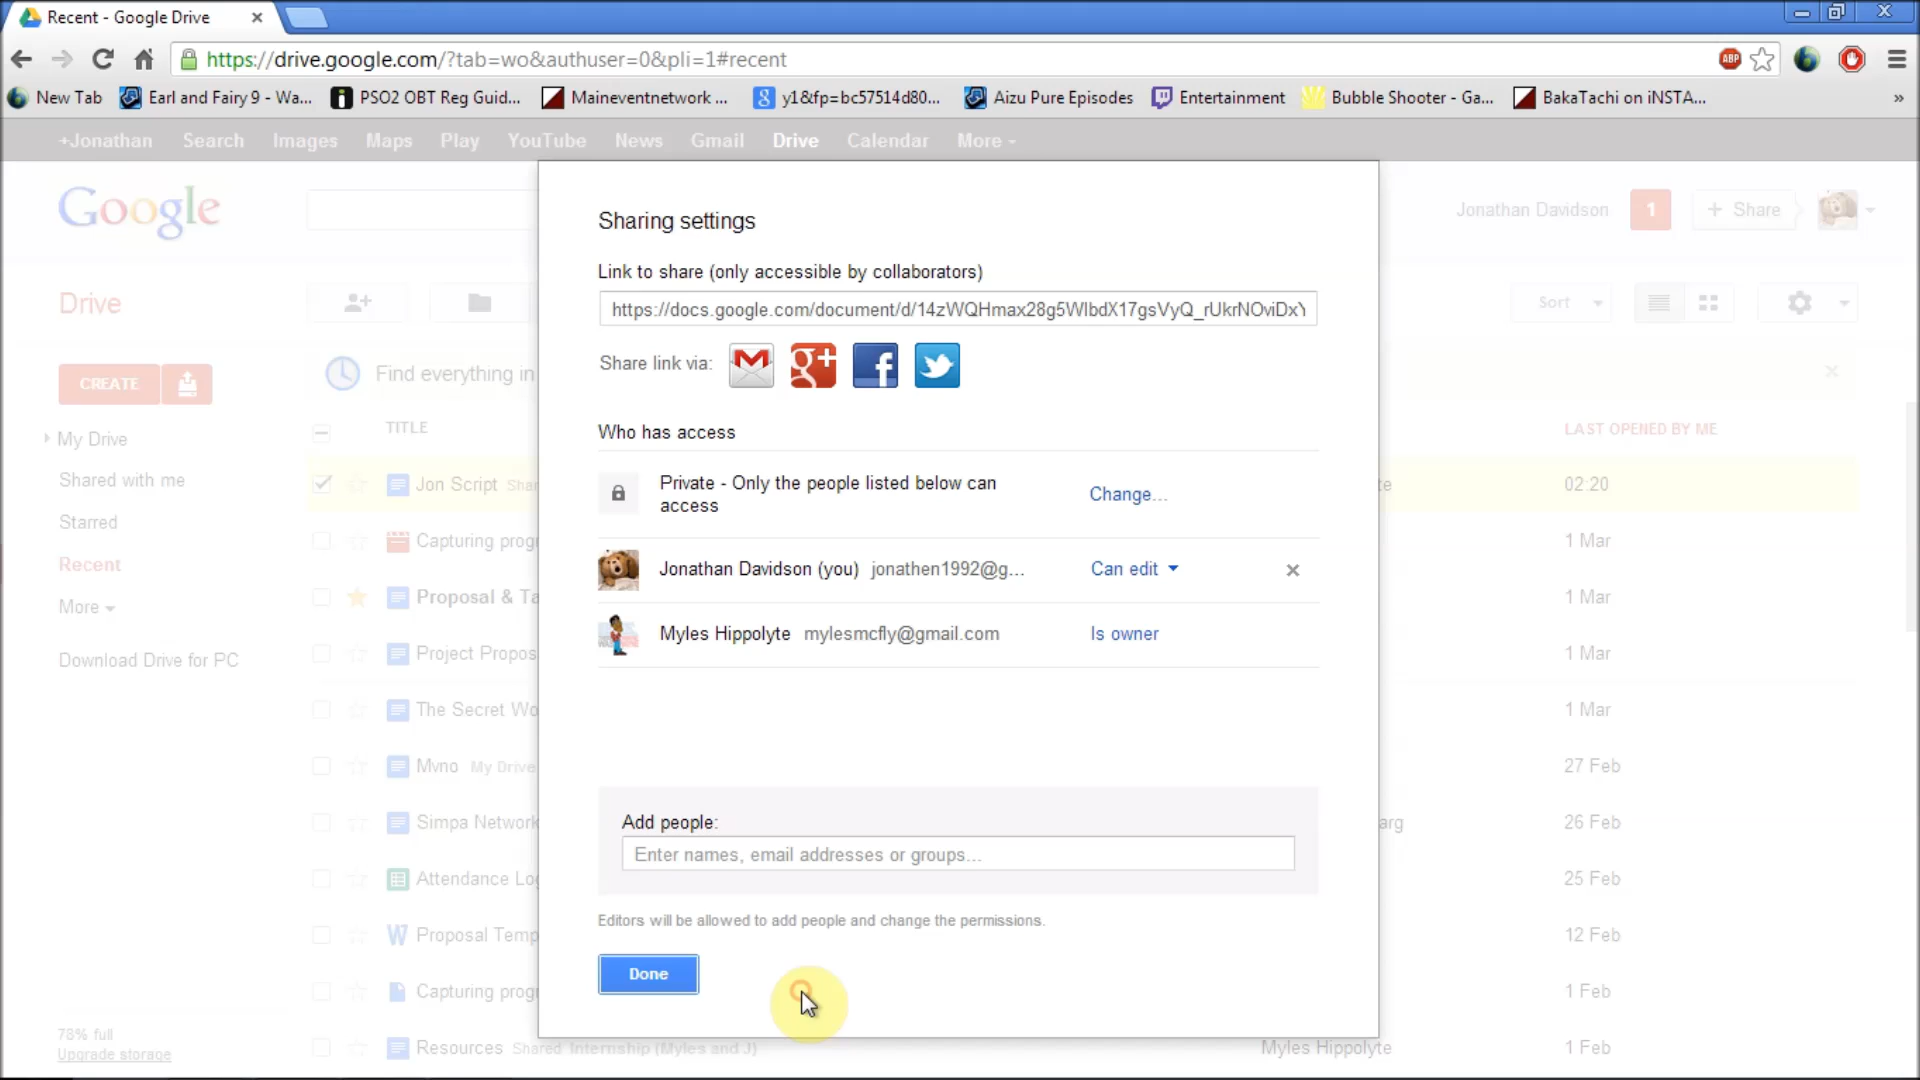 Recent - Google Drive
https://drive.google.com/?tab=wo&authuser=0&pli=1#recent
ABP
New Tab Earl and Fairy 9 - Wa... PSO2 OBT Reg Guid... Maineventnetwork ... y1&fp=bc57514d80... Aizu Pure Episodes Entertainment Bubble Shooter - Ga... BakaTachi on iNSTA... »
+Jonathan Search Images Maps Play YouTube News Gmail Drive Calendar More
Google
Jonathan Davidson 1 + Share
Drive
Sort
CREATE
My Drive
Shared with me
Starred
Recent
More
Download Drive for PC
78% full
Upgrade storage
Find everything in
TITLE
LAST OPENED BY ME
Jon Script Shar
te
02:20
Capturing progr
1 Mar
Proposal & Ta
1 Mar
Project Propos
1 Mar
The Secret Wo
1 Mar
Mvno My Drive
27 Feb
Simpa Network
arg
26 Feb
Attendance Log
25 Feb
Proposal Temp
12 Feb
Capturing progr
1 Feb
Resources Shared Internship (Myles and J)
Myles Hippolyte
1 Feb
Sharing settings
Link to share (only accessible by collaborators)
https://docs.google.com/document/d/14zWQHmax28g5WlbdX17gsVyQ_rUkrNOviDxY
Share link via:
Who has access
Private - Only the people listed below can
access
Change...
Jonathan Davidson (you) jonathen1992@g... Can edit
Myles Hippolyte mylesmcfly@gmail.com Is owner
Add people:
Enter names, email addresses or groups...
Editors will be allowed to add people and change the permissions.
Done